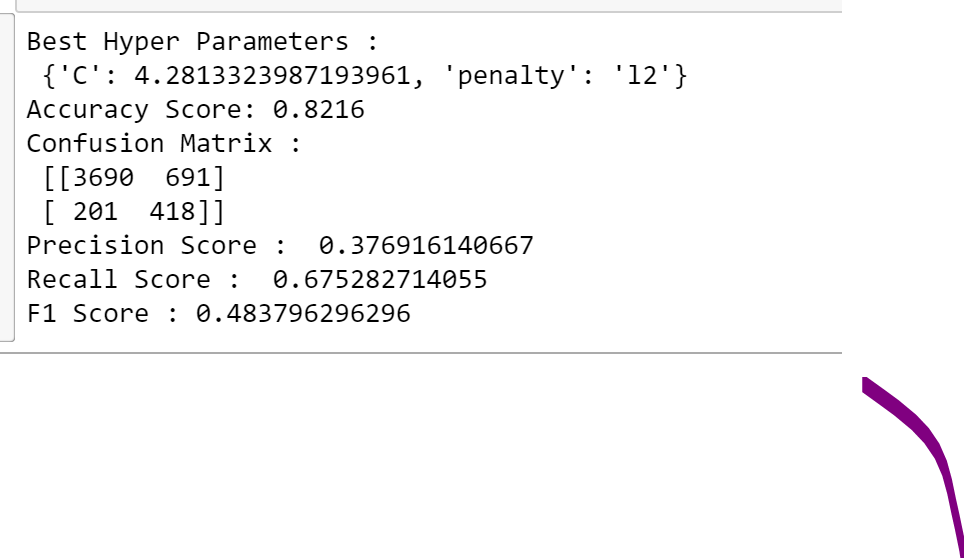 Best Hyper Parameters :
{'C': 4.2813323987193961, 'penalty': 'l2'}
Accuracy Score: 0.8216
Confusion Matrix :
[[3690  691]
[ 201  418]]
Precision Score :  0.376916140667
Recall Score :  0.675282714055
F1 Score : 0.483796296296